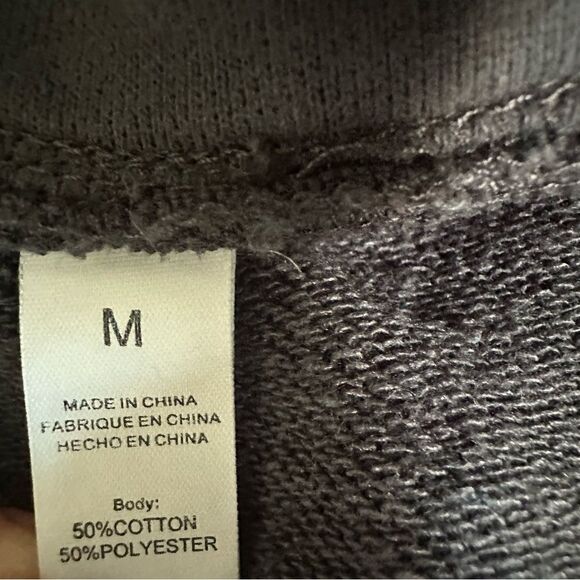 M
MADE IN CHINA
FABRIQUE EN CHINA
HECHO EN CHINA
Body:
50%COTTON
50%POLYESTER